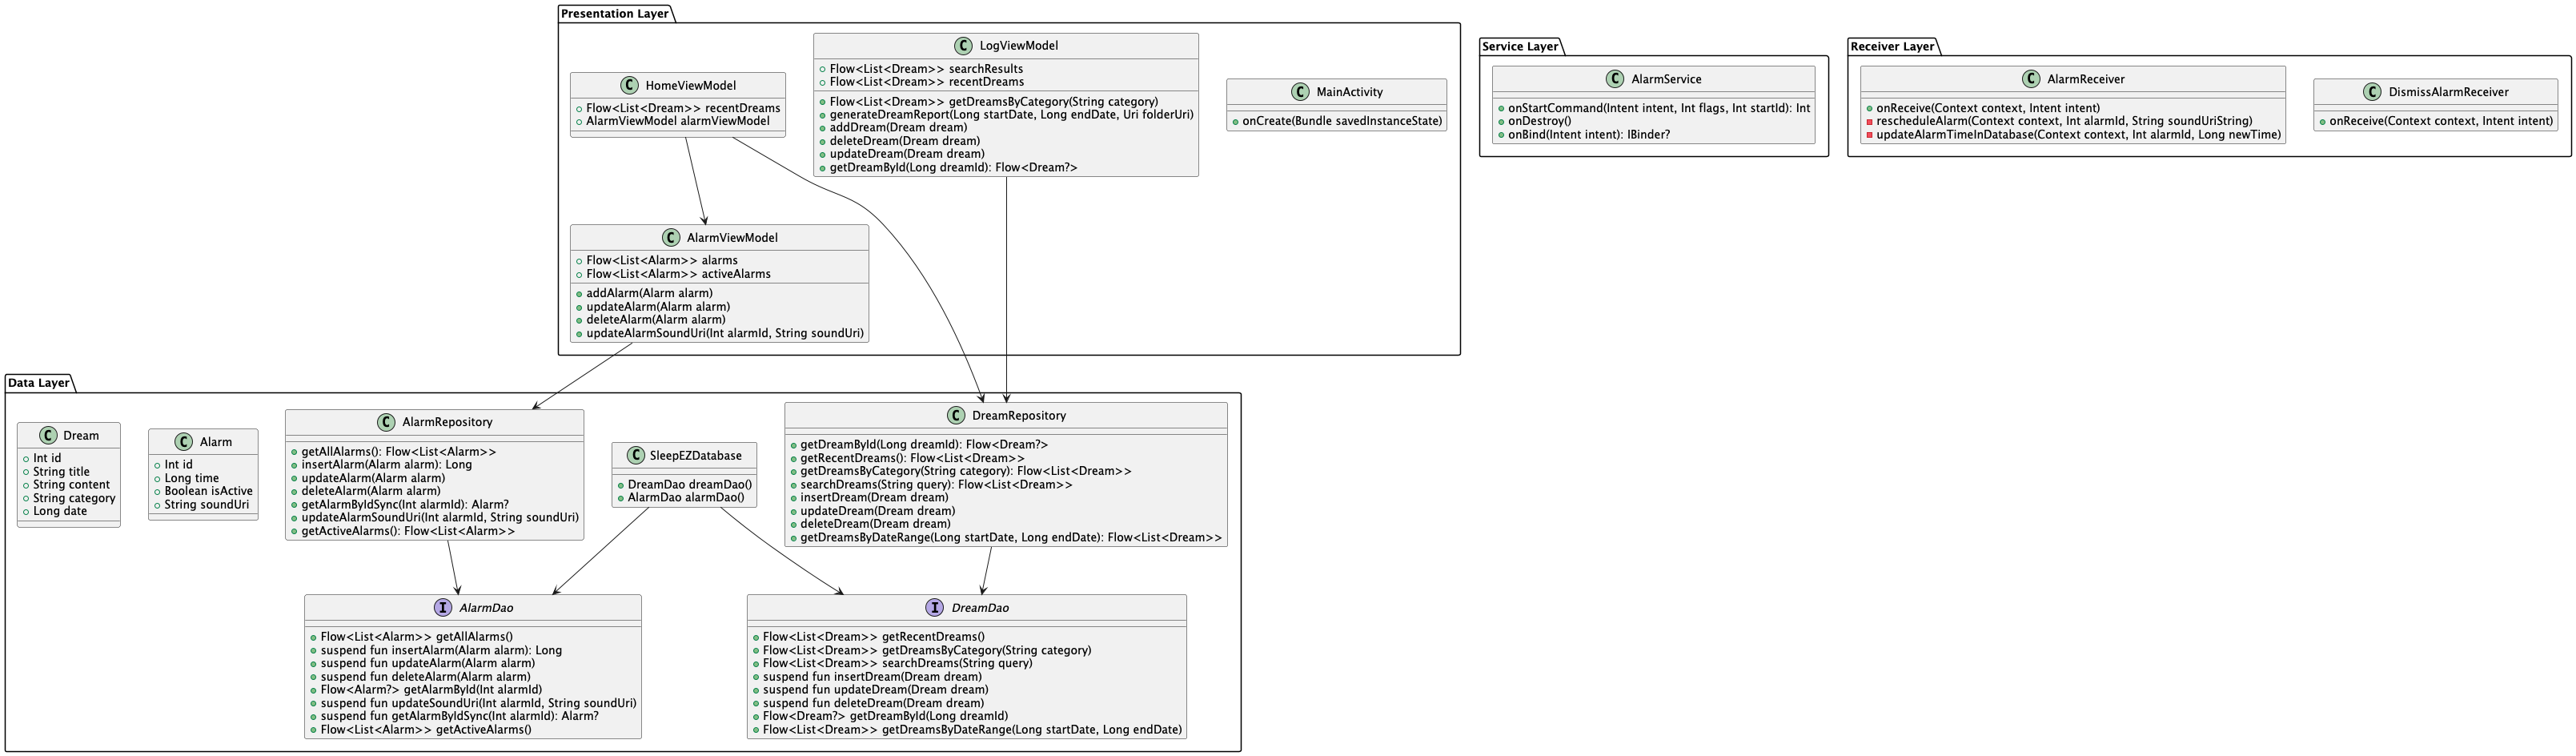 Presentation Layer
C HomeViewModel
Flow<List<Dream>> recentDreams
AlarmViewModel alarmViewModel
C LogViewModel
Flow<List<Dream>> searchResults
Flow<List<Dream>> recentDreams
Flow<List<Dream>> getDreamsByCategory(String category)
generateDreamReport(Long startDate, Long endDate, Uri folderUri)
addDream(Dream dream)
deleteDream(Dream dream)
updateDream(Dream dream)
getDreamById(Long dreamId): Flow<Dream?>
C MainActivity
onCreate(Bundle savedInstanceState)
C AlarmViewModel
Flow<List<Alarm>> alarms
Flow<List<Alarm>> activeAlarms
addAlarm(Alarm alarm)
updateAlarm(Alarm alarm)
deleteAlarm(Alarm alarm)
updateAlarmSoundUri(Int alarmId, String soundUri)
Service Layer
C AlarmService
onStartCommand(Intent intent, Int flags, Int startId): Int
onDestroy()
onBind(Intent intent): IBinder?
Receiver Layer
C AlarmReceiver
onReceive(Context context, Intent intent)
rescheduleAlarm(Context context, Int alarmId, String soundUriString)
updateAlarmTimeInDatabase(Context context, Int alarmId, Long newTime)
C DismissAlarmReceiver
onReceive(Context context, Intent intent)
Data Layer
C Dream
Int id
String title
String content
String category
Long date
C Alarm
Int id
Long time
Boolean isActive
String soundUri
C AlarmRepository
getAllAlarms(): Flow<List<Alarm>>
insertAlarm(Alarm alarm): Long
updateAlarm(Alarm alarm)
deleteAlarm(Alarm alarm)
getAlarmByIdSync(Int alarmId): Alarm?
updateAlarmSoundUri(Int alarmId, String soundUri)
getActiveAlarms(): Flow<List<Alarm>>
C SleepEZDatabase
DreamDao dreamDao()
AlarmDao alarmDao()
C DreamRepository
getDreamById(Long dreamId): Flow<Dream?>
getRecentDreams(): Flow<List<Dream>>
getDreamsByCategory(String category): Flow<List<Dream>>
searchDreams(String query): Flow<List<Dream>>
insertDream(Dream dream)
updateDream(Dream dream)
deleteDream(Dream dream)
getDreamsByDateRange(Long startDate, Long endDate): Flow<List<Dream>>
I AlarmDao
Flow<List<Alarm>> getAllAlarms()
suspend fun insertAlarm(Alarm alarm): Long
suspend fun updateAlarm(Alarm alarm)
suspend fun deleteAlarm(Alarm alarm)
Flow<Alarm?> getAlarmById(Int alarmId)
suspend fun updateSoundUri(Int alarmId, String soundUri)
suspend fun getAlarmByIdSync(Int alarmId): Alarm?
Flow<List<Alarm>> getActiveAlarms()
I DreamDao
Flow<List<Dream>> getRecentDreams()
Flow<List<Dream>> getDreamsByCategory(String category)
Flow<List<Dream>> searchDreams(String query)
suspend fun insertDream(Dream dream)
suspend fun updateDream(Dream dream)
suspend fun deleteDream(Dream dream)
Flow<Dream?> getDreamById(Long dreamId)
Flow<List<Dream>> getDreamsByDateRange(Long startDate, Long endDate)